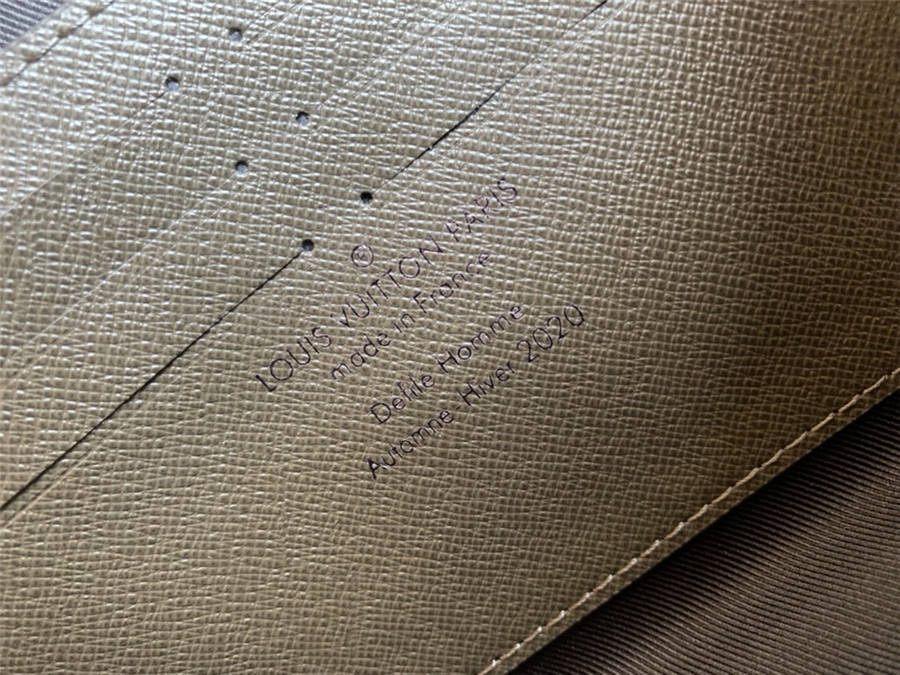 ®
LOUIS VUITTON PARIS
made in France
Defile Homme
Automne Hiver 2020